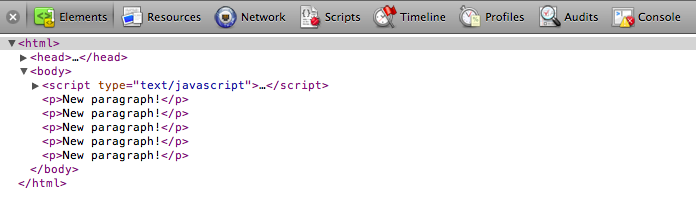 Elements Resources Network Scripts Timeline Profiles Audits Console
▼<html>
▶<head>…</head>
▼<body>
▶<script type="text/javascript">…</script>
<p>New paragraph!</p>
<p>New paragraph!</p>
<p>New paragraph!</p>
<p>New paragraph!</p>
<p>New paragraph!</p>
</body>
</html>